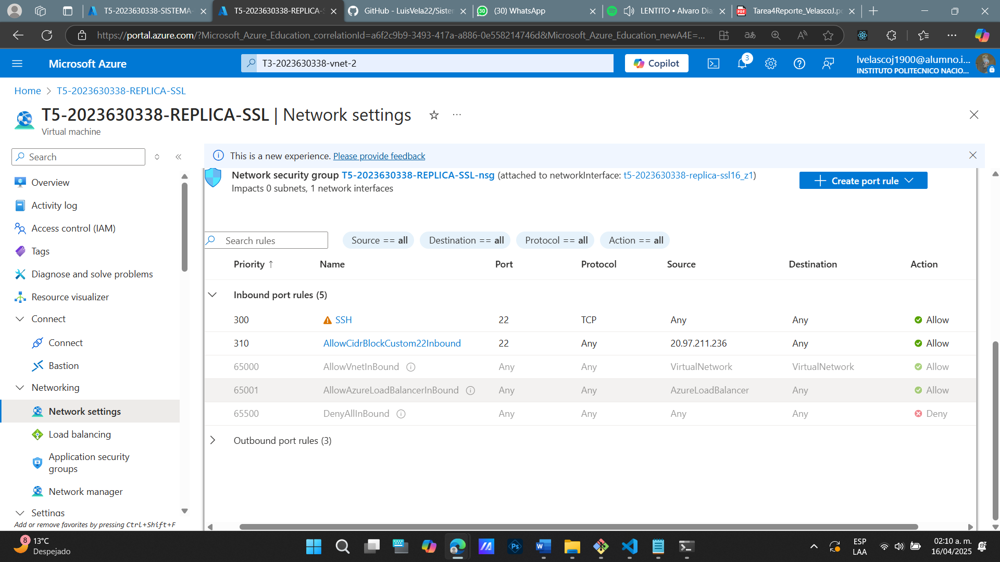 T5-2023630338-SISTEMA-
T5-2023630338-REPLICA-S
GitHub - LuisVela22/Sister
(30) WhatsApp
LENTITO • Alvaro Dia
Tarea4Reporte_VelascoJ.po
https://portal.azure.com/?Microsoft_Azure_Education_correlationId=a6f2c9b9-3493-417a-a886-0e558214746d&Microsoft_Azure_Education_newA4E=...
Microsoft Azure
T3-2023630338-vnet-2
Copilot
3
lvelascoj1900@alumno.i...
INSTITUTO POLITECNICO NACIO...
Home > T5-2023630338-REPLICA-SSL
T5-2023630338-REPLICA-SSL | Network settings
Virtual machine
Search
Overview
Activity log
Access control (IAM)
Tags
Diagnose and solve problems
Resource visualizer
Connect
Connect
Bastion
Networking
Network settings
Load balancing
Application security
groups
Network manager
Settings
Add or remove favorites by pressing Ctrl+Shift+F
This is a new experience. Please provide feedback
Network security group T5-2023630338-REPLICA-SSL-nsg (attached to networkInterface: t5-2023630338-replica-ssl16_z1)
Impacts 0 subnets, 1 network interfaces
Create port rule
Search rules
Source == all
Destination == all
Protocol == all
Action == all
Priority ↑ Name Port Protocol Source Destination Action
Inbound port rules (5)
300 SSH 22 TCP Any Any Allow
310 AllowCidrBlockCustom22Inbound 22 Any 20.97.211.236 Any Allow
65000 AllowVnetInBound Any Any VirtualNetwork VirtualNetwork Allow
65001 AllowAzureLoadBalancerInBound Any Any AzureLoadBalancer Any Allow
65500 DenyAllInBound Any Any Any Any Deny
Outbound port rules (3)
8
13°C
Despejado
ESP
LAA
02:10 a. m.
16/04/2025